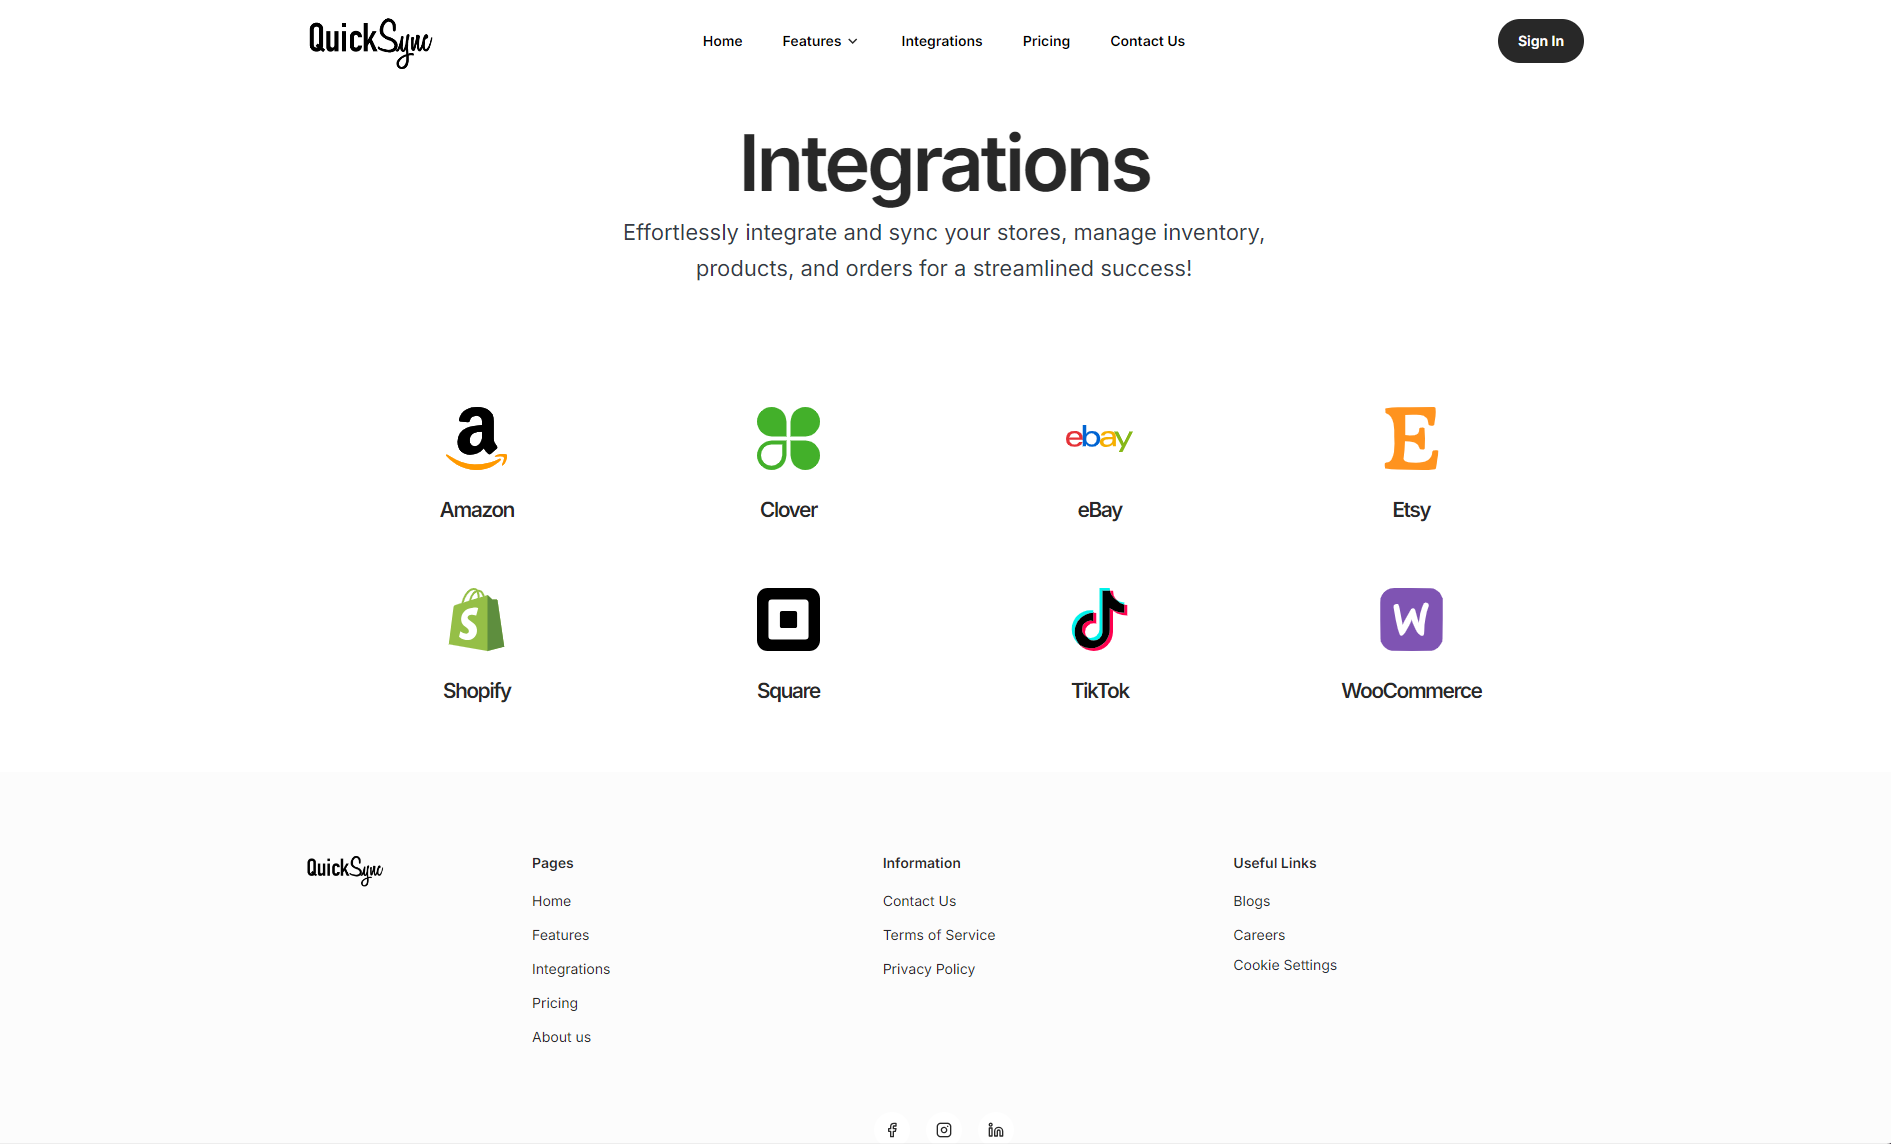 QuickSync
Home Features Integrations Pricing Contact Us
Sign In
Integrations
Effortlessly integrate and sync your stores, manage inventory,
products, and orders for a streamlined success!
a
ebay
E
Amazon Clover eBay Etsy
S
W
Shopify Square TikTok WooCommerce
QuickSync
Pages
Home
Features
Integrations
Pricing
About us
Information
Contact Us
Terms of Service
Privacy Policy
Useful Links
Blogs
Careers
Cookie Settings